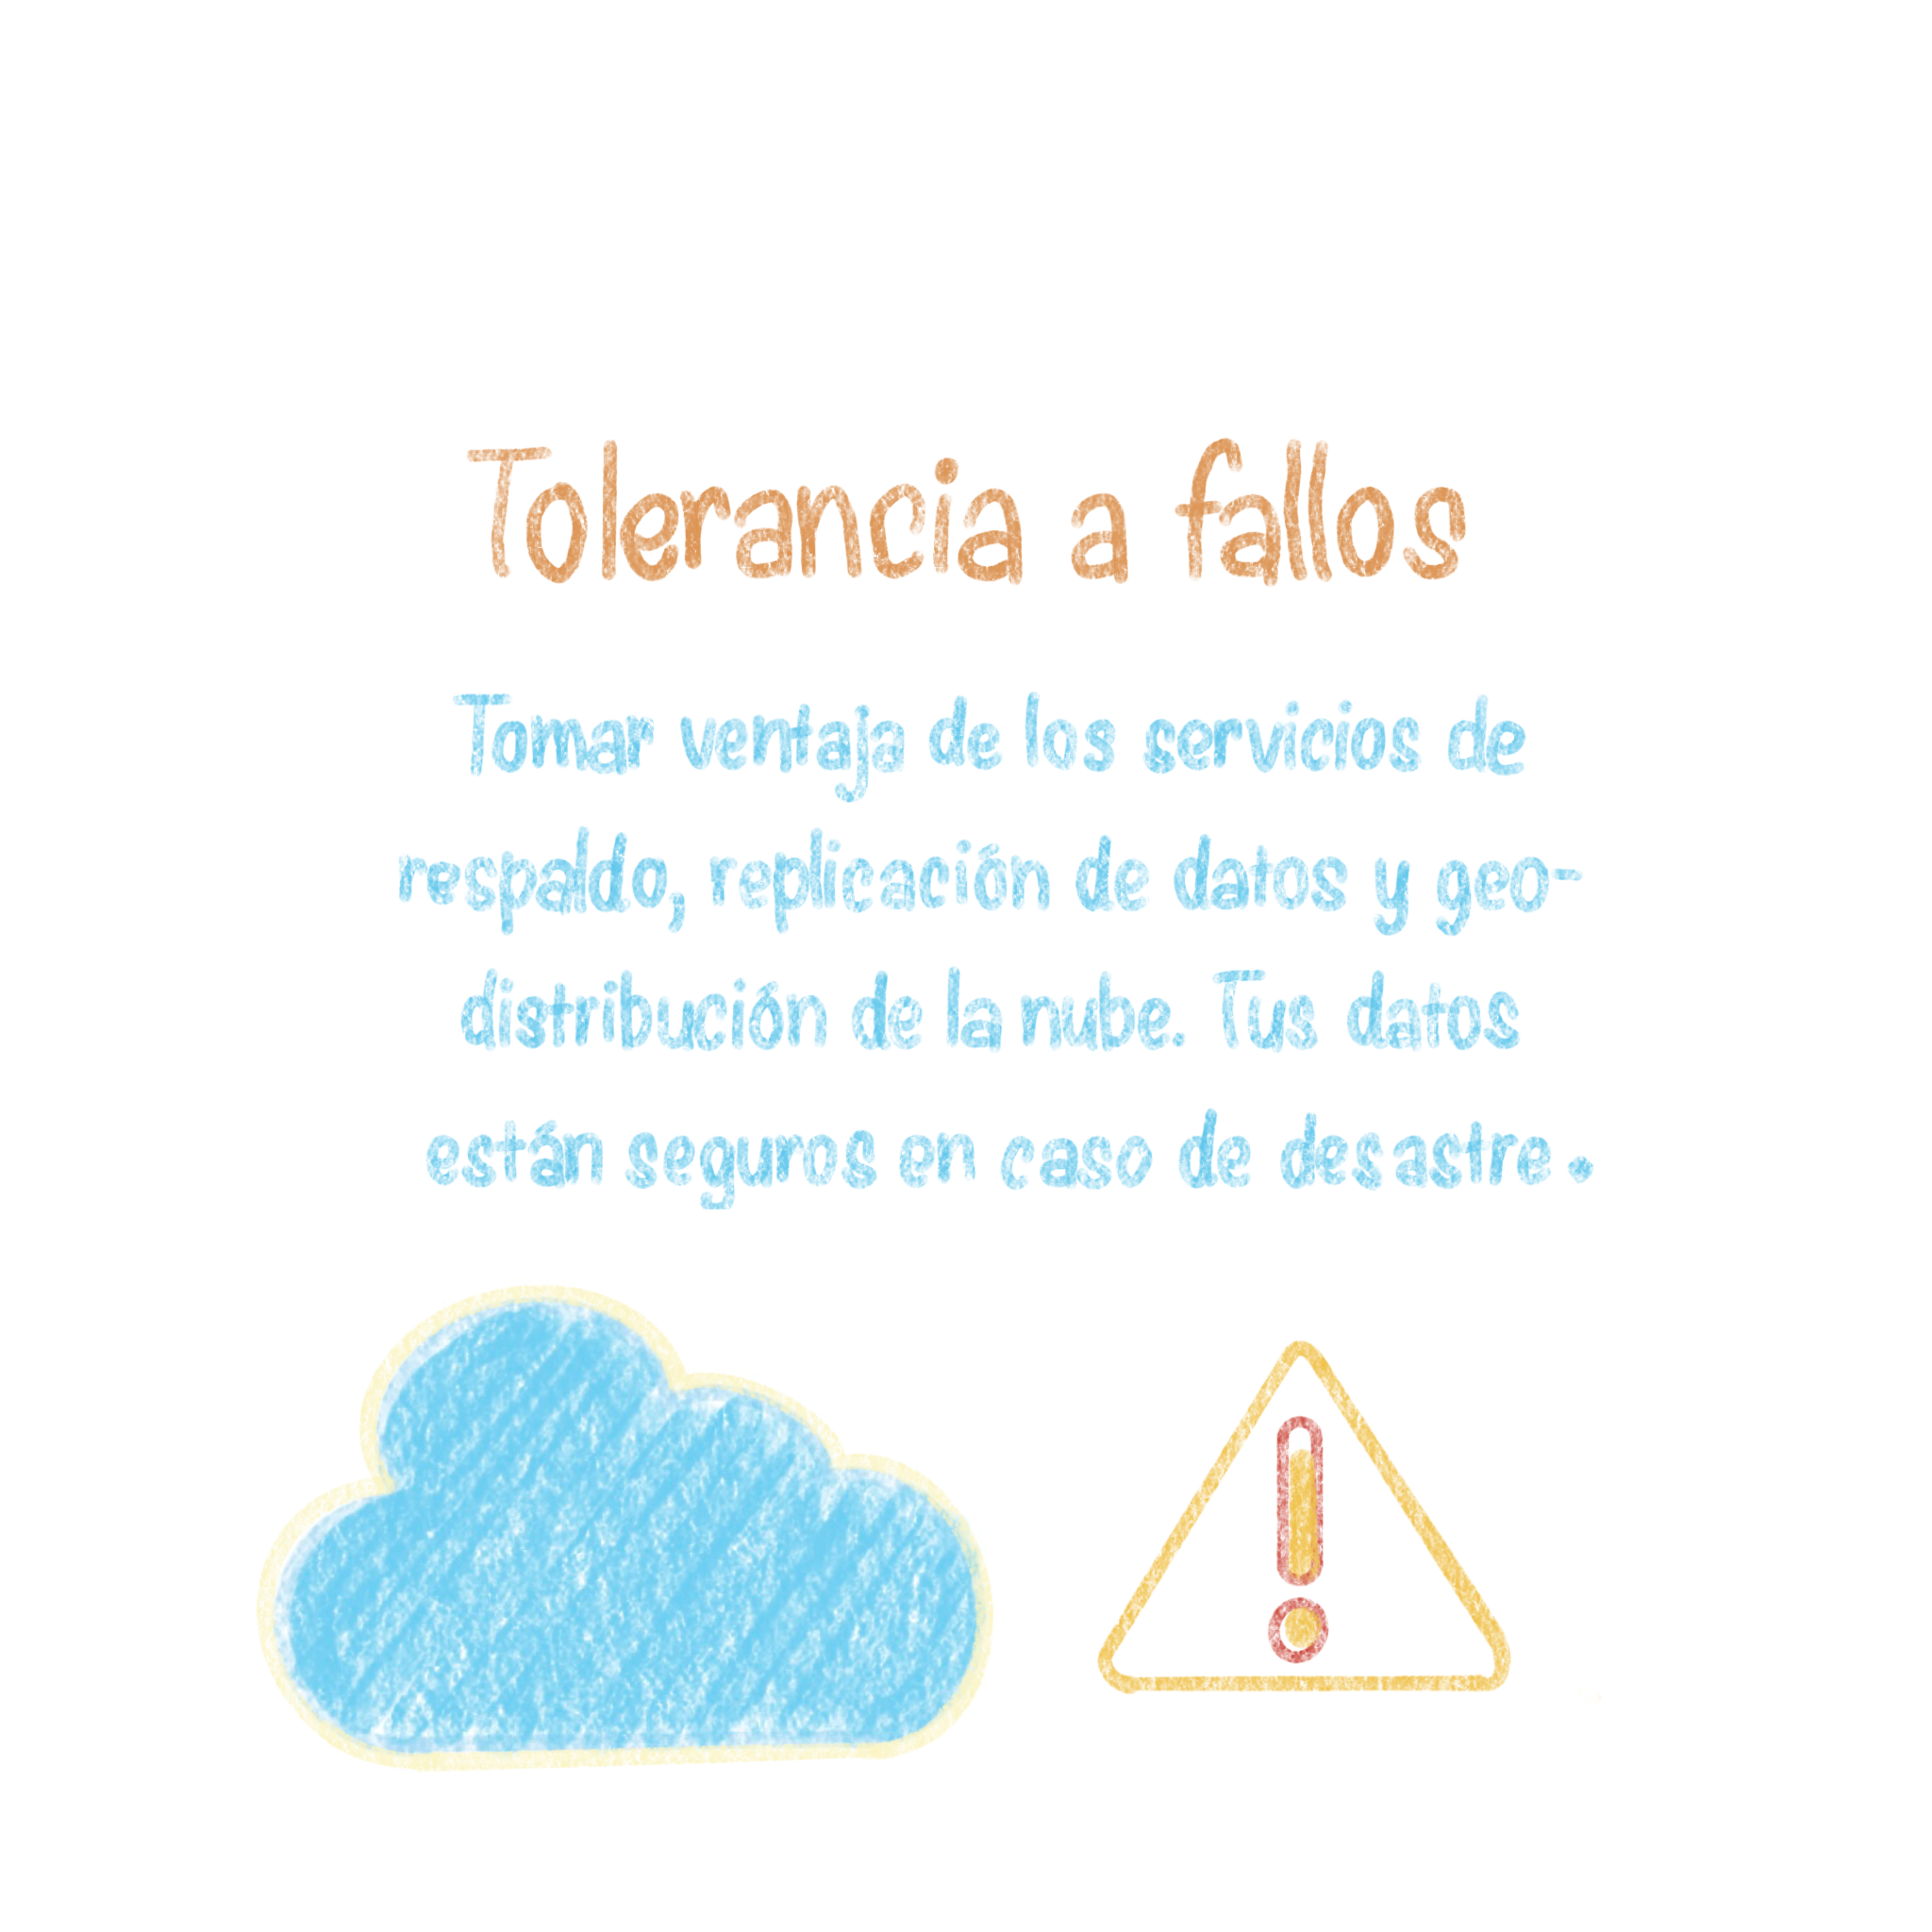 Tolerancia a fallos
Tomar ventaja de los servicios de
respaldo, replicación de datos y geo-
distribución de la nube. Tus datos
están seguros en caso de desastre.